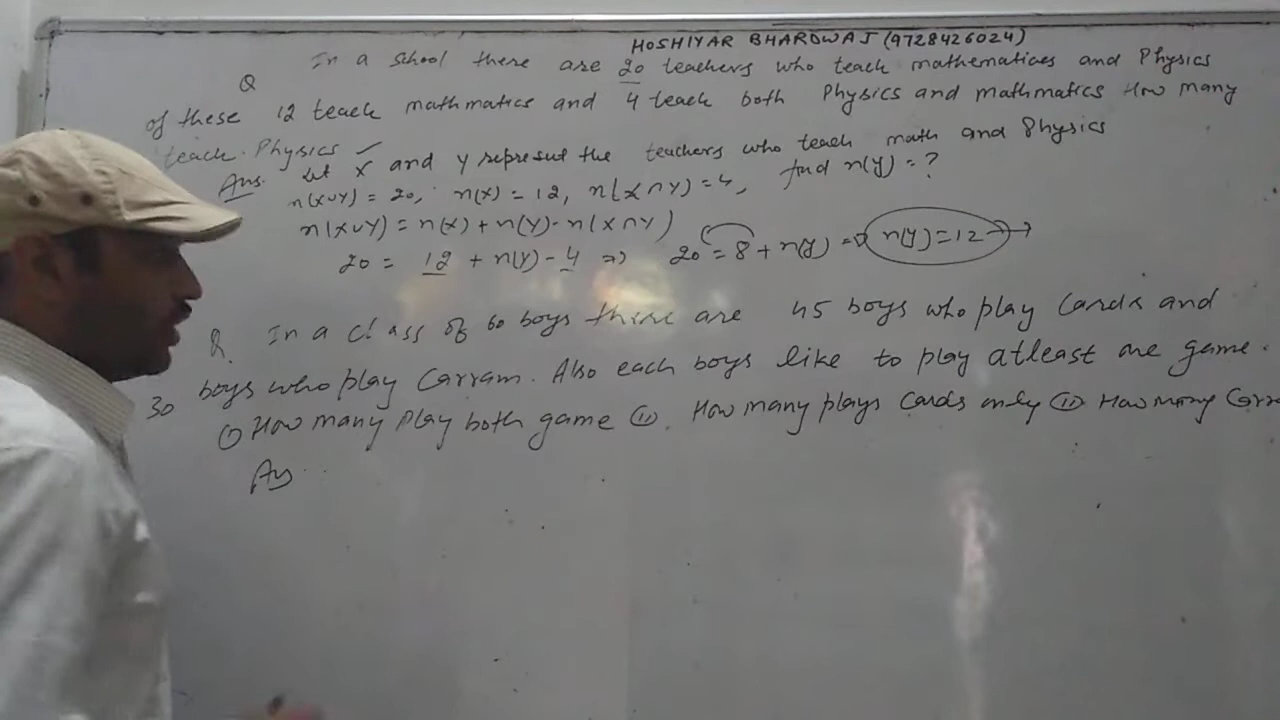 HOSHIYAR BHARDWAJ (9728426024)
Q In a School there are 20 teachers who teach mathematices and Physics
of these 12 teach mathmatics and 4 teach both Physics and mathmatics How many
teach Physics
Ans. let X and Y represent the teachers who teach math and Physics
n(X∪Y) = 20, n(X) = 12, n(X∩Y) = 4, find n(Y) = ?
n(X∪Y) = n(X) + n(Y) - n(X∩Y)
20 = 12 + n(Y) - 4 ⇒ 20 = 8 + n(Y) ⇒ n(Y) = 12
Q. In a class of 60 boys there are 45 boys who play Cards and
30 boys who play Carram. Also each boys like to play atleast one game.
(i) How many Play both game (ii). How many plays Cards only (ii) How many